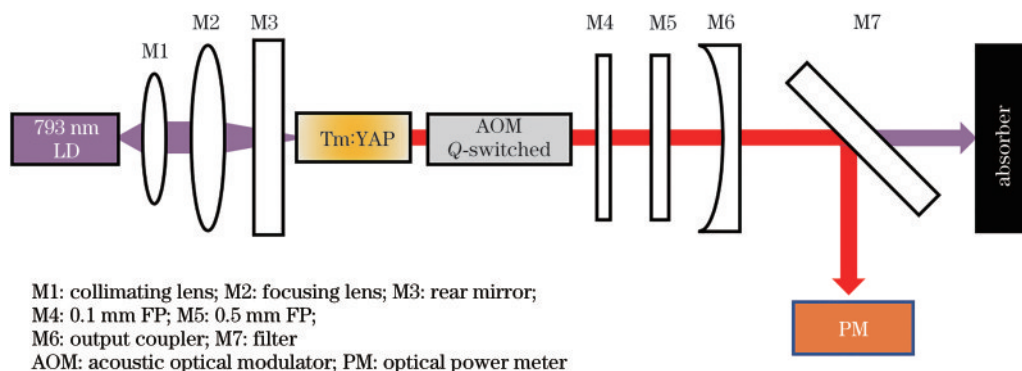 M1
M2
M3
M4
M5
M6
M7
793 nm
LD
Tm:YAP
AOM
Q-switched
absorber
PM
M1: collimating lens; M2: focusing lens; M3: rear mirror;
M4: 0.1 mm FP; M5: 0.5 mm FP;
M6: output coupler; M7: filter
AOM: acoustic optical modulator; PM: optical power meter